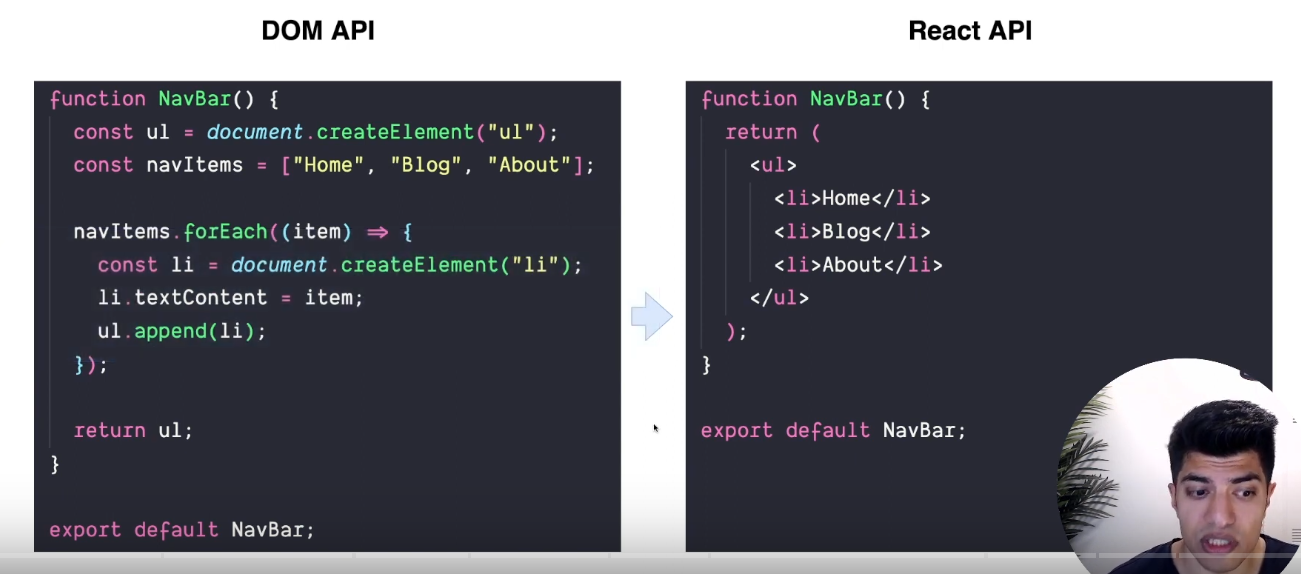 DOM API
function NavBar() {
const ul = document.createElement("ul");
const navItems = ["Home", "Blog", "About"];
navItems.forEach((item) => {
const li = document.createElement("li");
li.textContent = item;
ul.append(li);
});
return ul;
}
export default NavBar;
React API
function NavBar() {
return (
<ul>
<li>Home</li>
<li>Blog</li>
<li>About</li>
</ul>
);
}
export default NavBar;